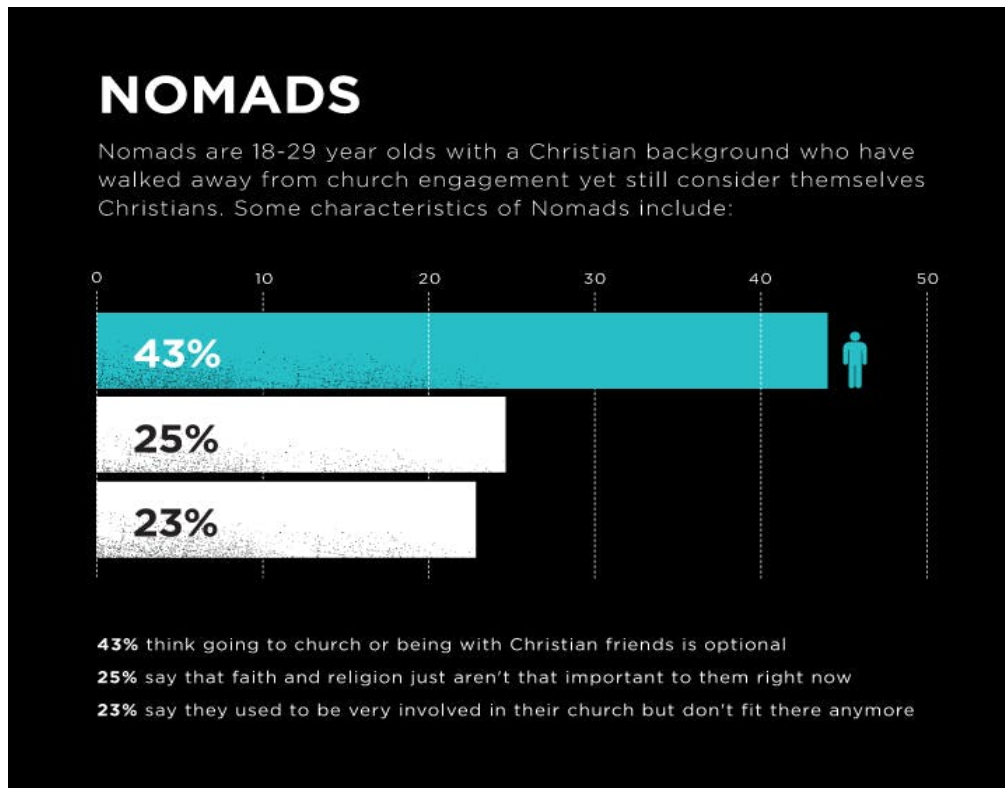 NOMADS
Nomads are 18-29 year olds with a Christian background who have
walked away from church engagement yet still consider themselves
Christians. Some characteristics of Nomads include:
0 10 20 30 40 50
43%
25%
23%
43% think going to church or being with Christian friends is optional
25% say that faith and religion just aren't that important to them right now
23% say they used to be very involved in their church but don't fit there anymore